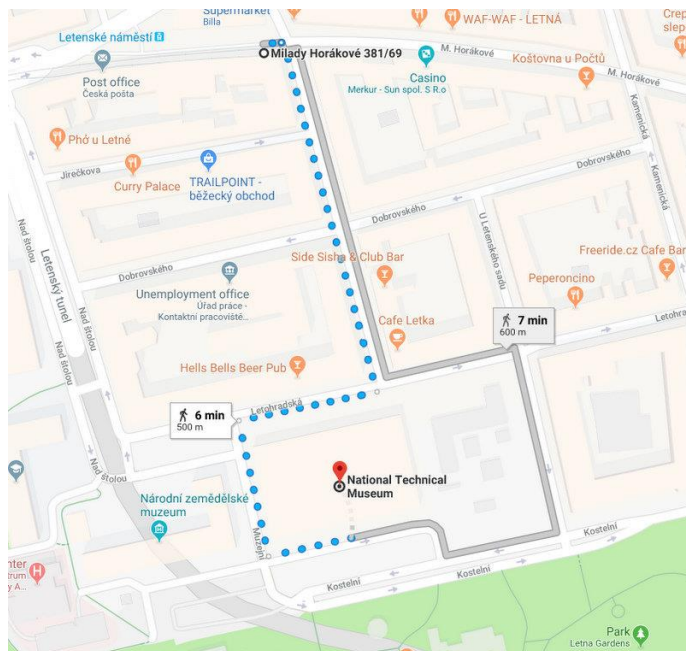 Supermarket
Billa
WAF-WAF - LETNÁ
Letenské náměstí
Milady Horákové 381/69
M. Horákové
Casino
Merkur - Sun spol. S R.o
Koštovna u Počtů
Post office
Česká pošta
Kamenická
Phở u Letné
Jirečkova
Curry Palace
TRAILPOINT -
běžecký obchod
Dobrovského
Kamenická
Nad štolou
Dobrovského
U Letenského sadu
Letenský tunel
Nad štolou
Dobrovského
Side Sisha & Club Bar
Freeride.cz Cafe Bar
Unemployment office
Úřad práce -
Kontaktní pracoviště...
Peperoncino
7 min
600 m
Cafe Letka
Hells Bells Beer Pub
Letohradská
6 min
500 m
Nad štolou
National Technical
Museum
Národní zemědělské
muzeum
Muzejní
Kostelní
Kostelní
Kostelní
Park
Letna Gardens